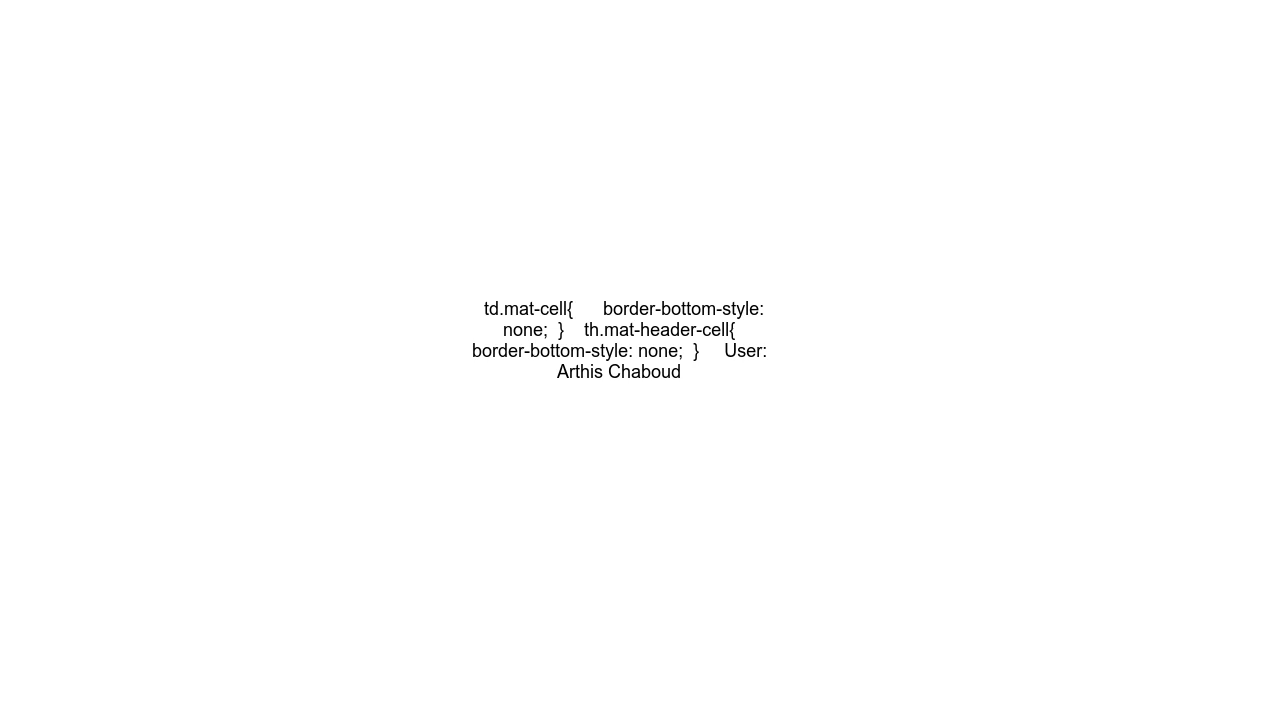 td.mat-cell{      border-bottom-style:
none;  }    th.mat-header-cell{
border-bottom-style: none;  }     User:
Arthis Chaboud